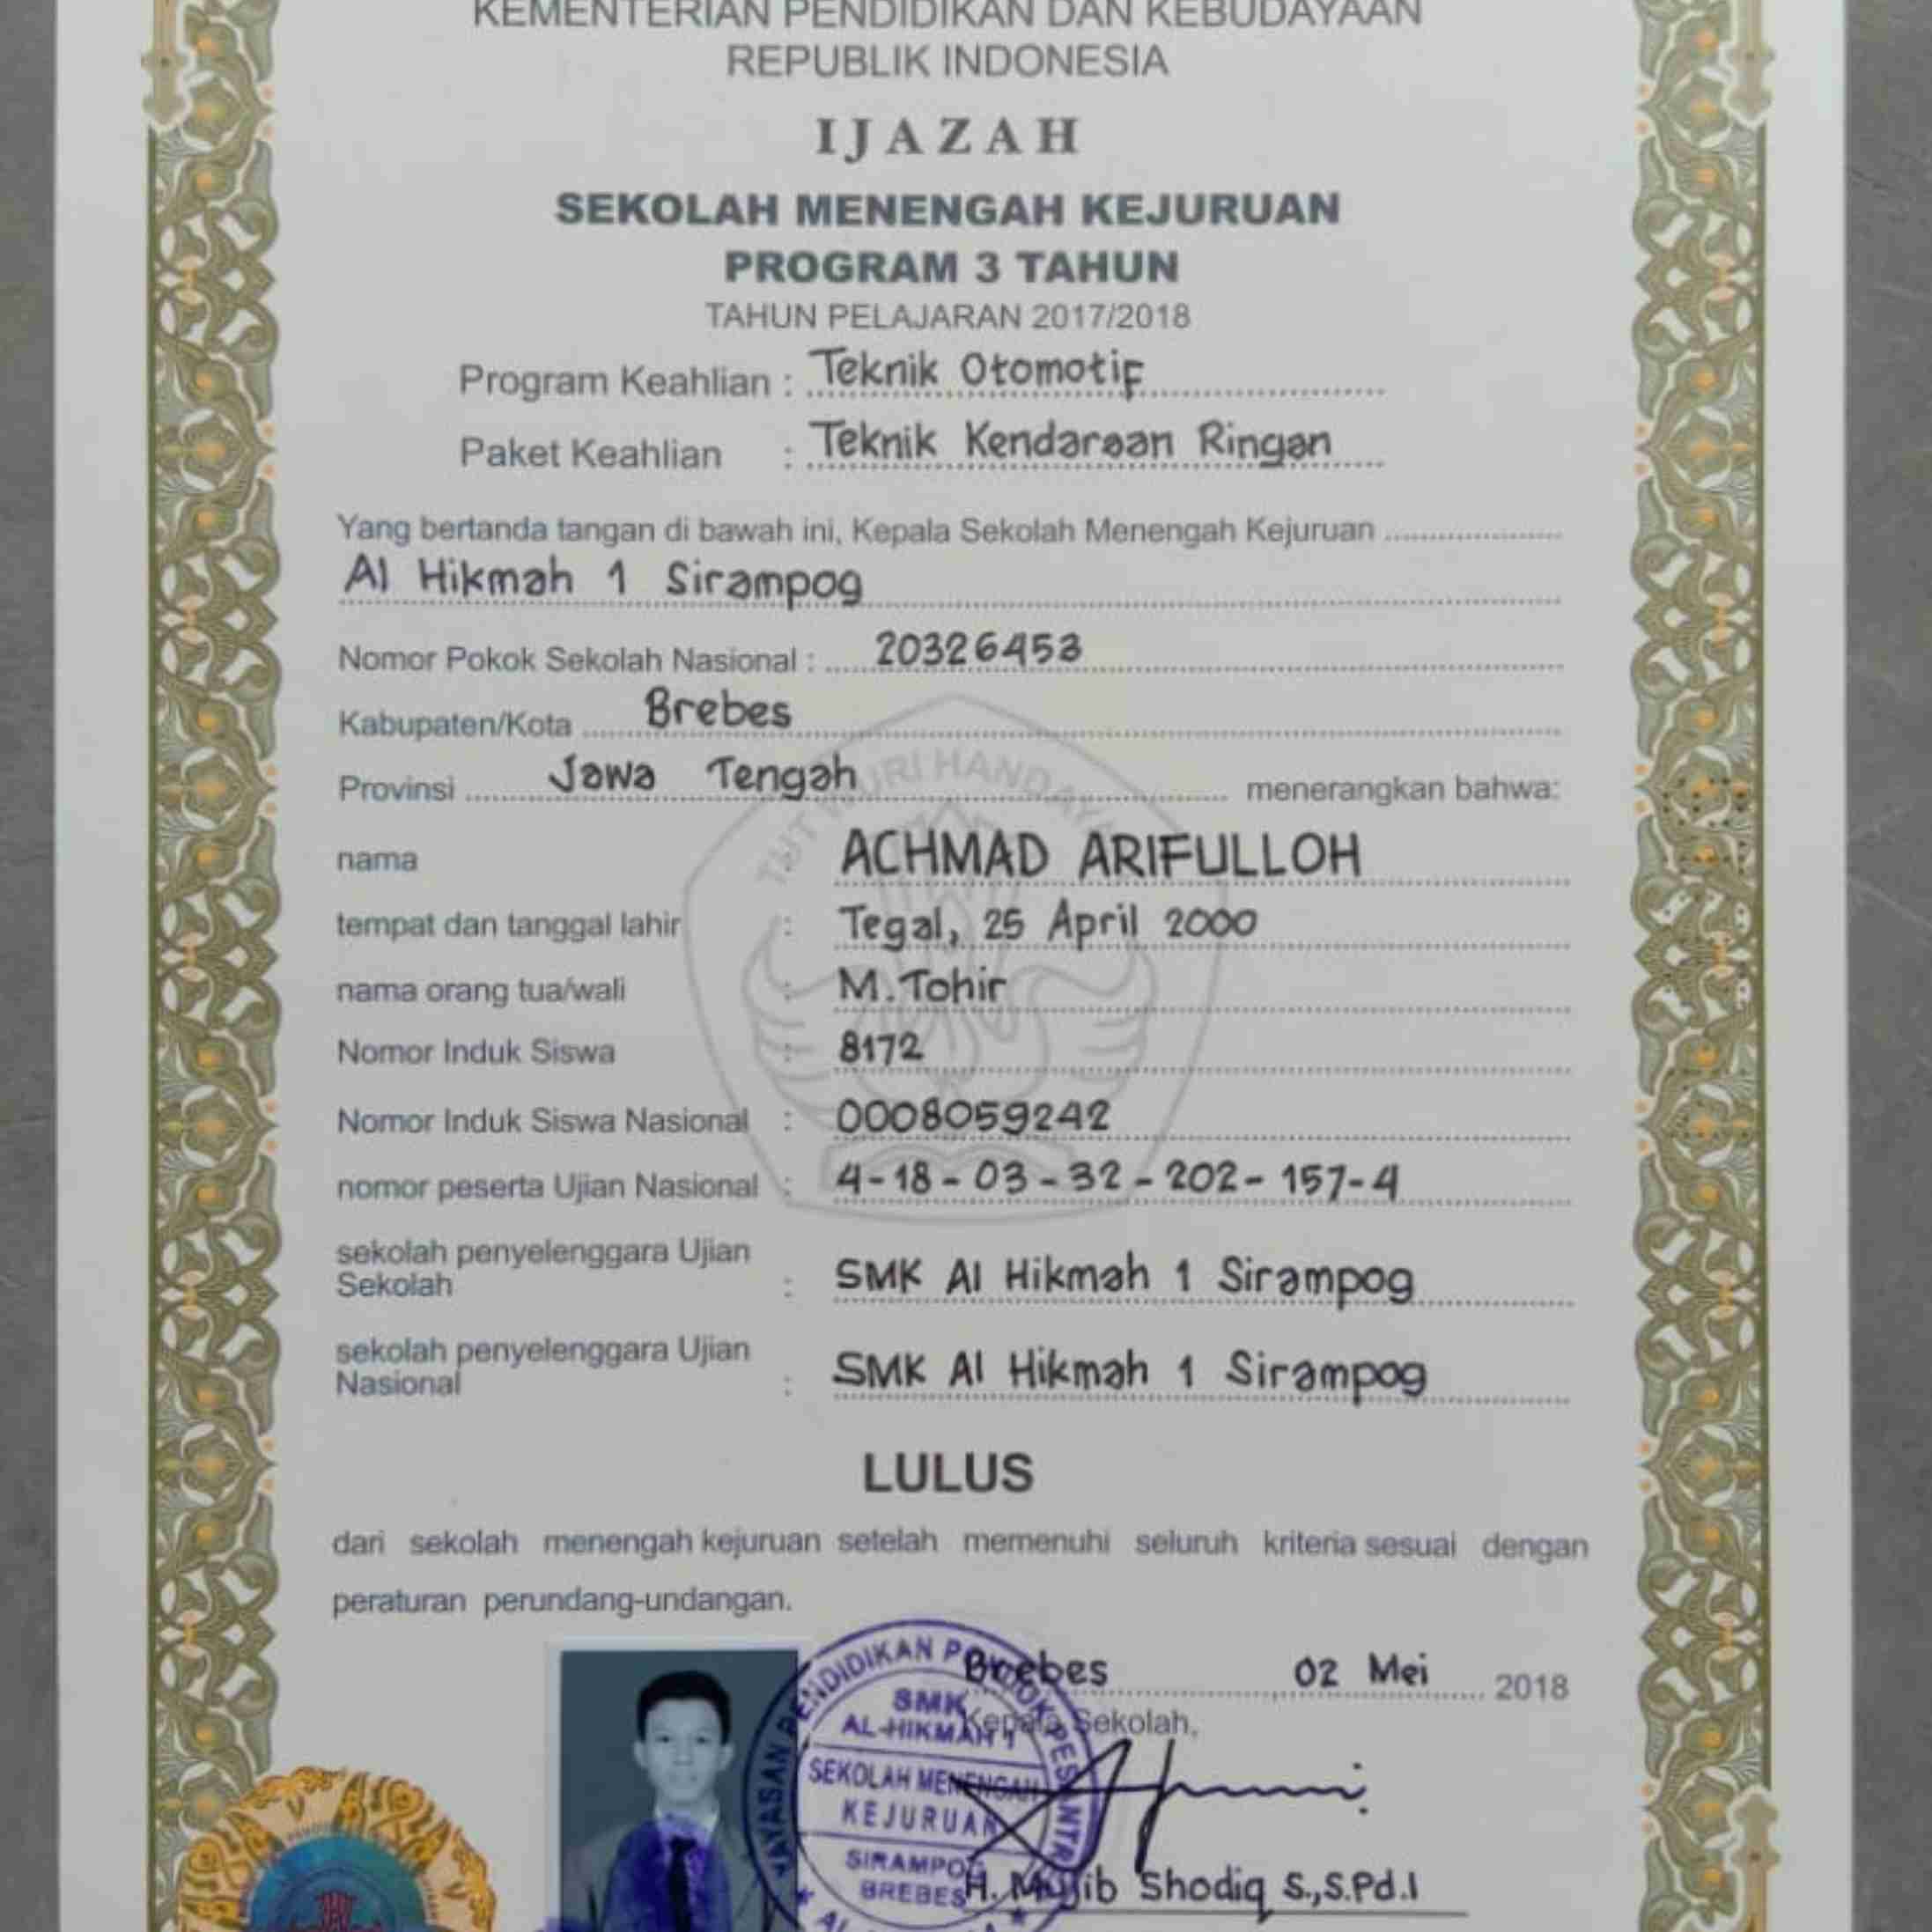 KEMENTERIAN PENDIDIKAN DAN KEBUDAYAAN
REPUBLIK INDONESIA
IJAZAH
SEKOLAH MENENGAH KEJURUAN
PROGRAM 3 TAHUN
TAHUN PELAJARAN 2017/2018
Program Keahlian : Teknik Otomotif
Paket Keahlian : Teknik Kendaraan Ringan
Yang bertanda tangan di bawah ini, Kepala Sekolah Menengah Kejuruan
Al Hikmah 1 Sirampog
Nomor Pokok Sekolah Nasional : 20326453
Kabupaten/Kota Brebes
Provinsi Jawa Tengah menerangkan bahwa:
TUT WURI HANDAYANI
nama ACHMAD ARIFULLOH
tempat dan tanggal lahir : Tegal, 25 April 2000
nama orang tua/wali : M. Tohir
Nomor Induk Siswa : 8172
Nomor Induk Siswa Nasional : 0008059242
nomor peserta Ujian Nasional : 4-18-03-32-202-157-4
sekolah penyelenggara Ujian
Sekolah : SMK Al Hikmah 1 Sirampog
sekolah penyelenggara Ujian
Nasional : SMK Al Hikmah 1 Sirampog
LULUS
dari sekolah menengah kejuruan setelah memenuhi seluruh kriteria sesuai dengan
peraturan perundang-undangan.
Brebes 02 Mei 2018
Kepala Sekolah,
YAYASAN PENDIDIKAN PONDOK PESANTREN
SMK
AL-HIKMAH 1
SEKOLAH MENENGAH
KEJURUAN
SIRAMPOG
BREBES
H. Mujib Shodiq S.,S.Pd.I